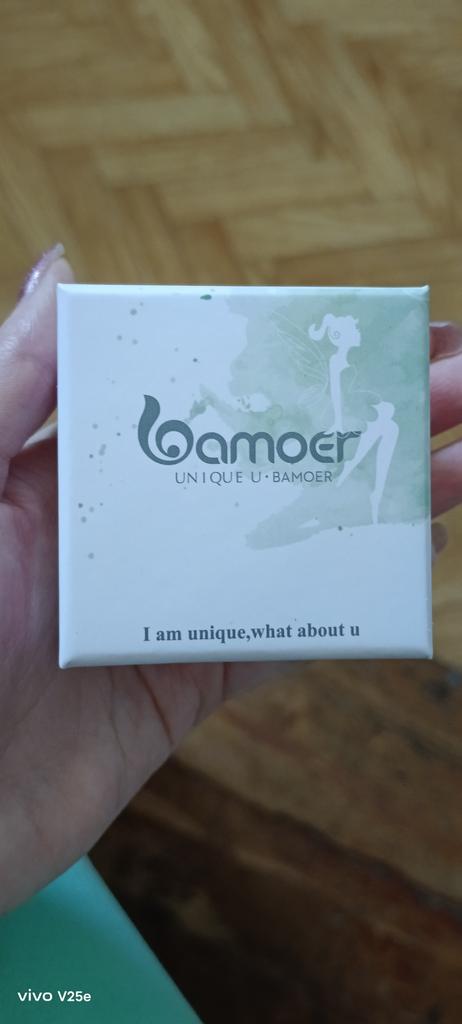 bamoer
UNIQUE U·BAMOER
I am unique,what about u
vivo V25e